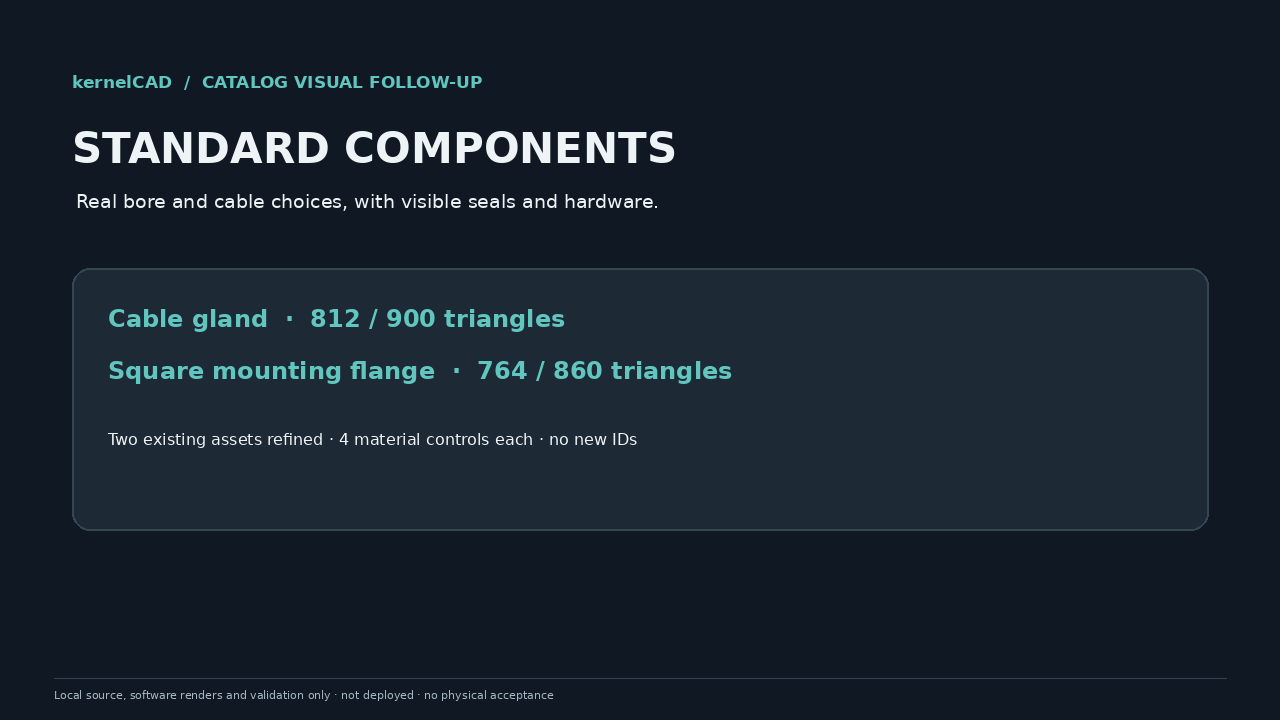 kernelCAD / CATALOG VISUAL FOLLOW-UP
STANDARD COMPONENTS
Real bore and cable choices, with visible seals and hardware.
Cable gland · 812 / 900 triangles
Square mounting flange · 764 / 860 triangles
Two existing assets refined · 4 material controls each · no new IDs
Local source, software renders and validation only · not deployed · no physical acceptance